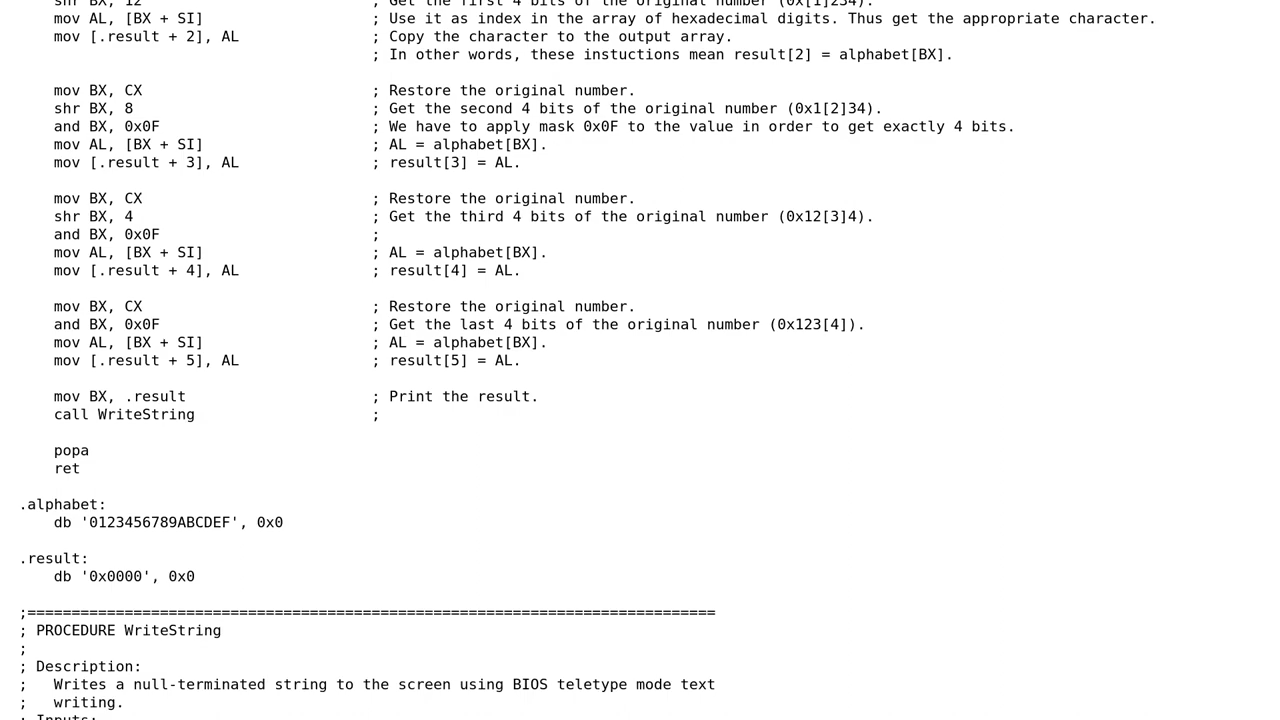 shr BX, 12 ; Get the first 4 bits of the original number (0x[1]234).
mov AL, [BX + SI] ; Use it as index in the array of hexadecimal digits. Thus get the appropriate character.
mov [.result + 2], AL ; Copy the character to the output array.
; In other words, these instuctions mean result[2] = alphabet[BX].
mov BX, CX ; Restore the original number.
shr BX, 8 ; Get the second 4 bits of the original number (0x1[2]34).
and BX, 0x0F ; We have to apply mask 0x0F to the value in order to get exactly 4 bits.
mov AL, [BX + SI] ; AL = alphabet[BX].
mov [.result + 3], AL ; result[3] = AL.
mov BX, CX ; Restore the original number.
shr BX, 4 ; Get the third 4 bits of the original number (0x12[3]4).
and BX, 0x0F ;
mov AL, [BX + SI] ; AL = alphabet[BX].
mov [.result + 4], AL ; result[4] = AL.
mov BX, CX ; Restore the original number.
and BX, 0x0F ; Get the last 4 bits of the original number (0x123[4]).
mov AL, [BX + SI] ; AL = alphabet[BX].
mov [.result + 5], AL ; result[5] = AL.
mov BX, .result ; Print the result.
call WriteString ;
popa
ret
.alphabet:
db '0123456789ABCDEF', 0x0
.result:
db '0x0000', 0x0
;==============================================================================
; PROCEDURE WriteString
;
; Description:
; Writes a null-terminated string to the screen using BIOS teletype mode text
; writing.
; Inputs: